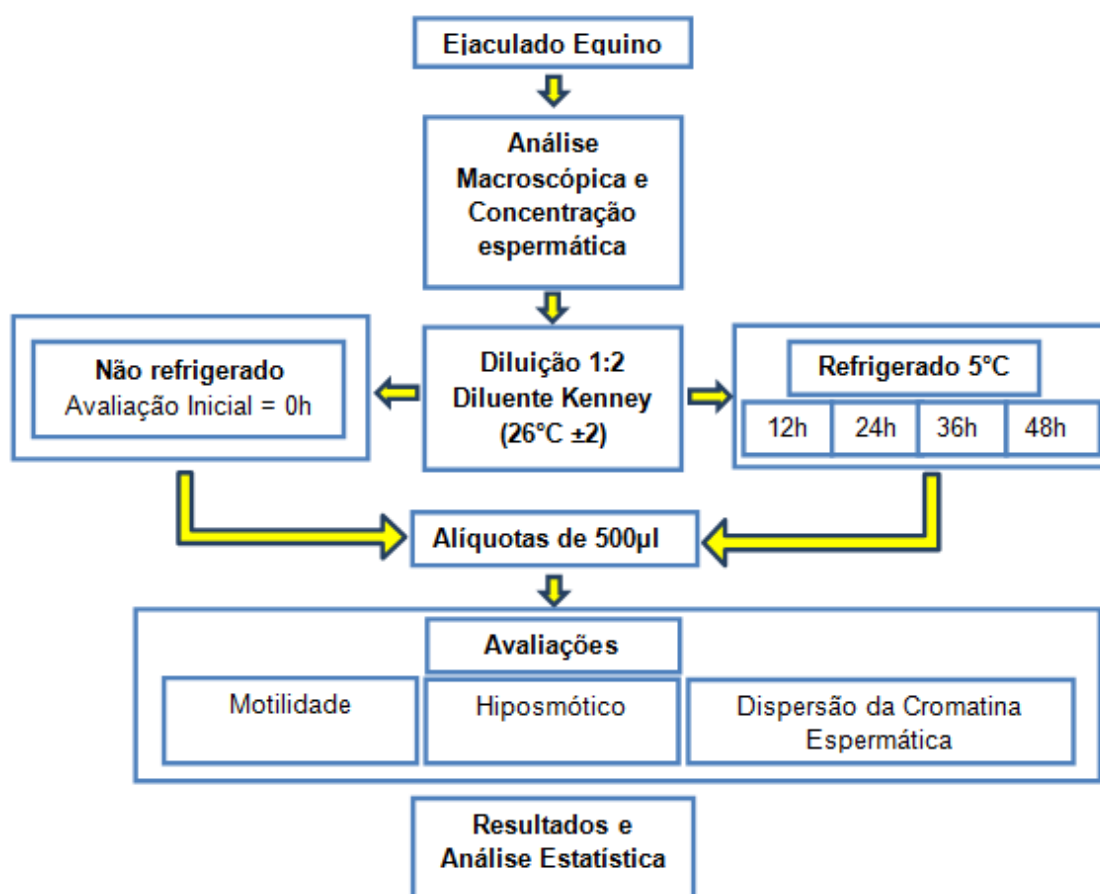 Ejaculado Equino
Análise
Macroscópica e
Concentração
espermática
Não refrigerado
Avaliação Inicial = 0h
Diluição 1:2
Diluente Kenney
(26°C ±2)
Refrigerado 5°C
12h 24h 36h 48h
Alíquotas de 500µl
Avaliações
Motilidade
Hiposmótico
Dispersão da Cromatina
Espermática
Resultados e
Análise Estatística